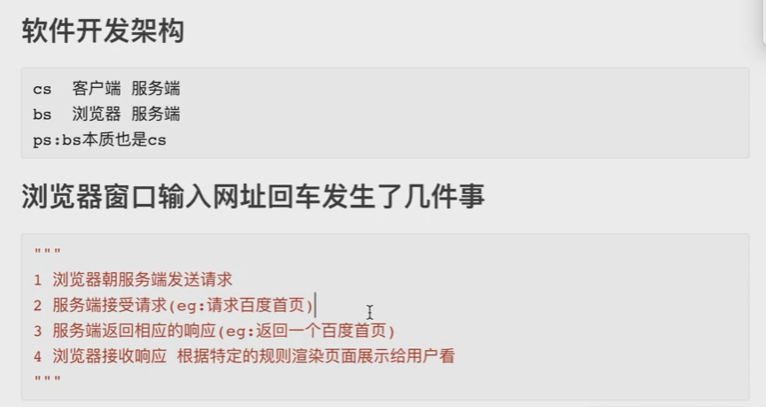 软件开发架构
cs 客户端 服务端
bs 浏览器 服务端
ps:bs本质也是cs
浏览器窗口输入网址回车发生了几件事
"""
1 浏览器朝服务端发送请求
2 服务端接受请求(eg:请求百度首页)
3 服务端返回相应的响应(eg:返回一个百度首页)
4 浏览器接收响应 根据特定的规则渲染页面展示给用户看
"""